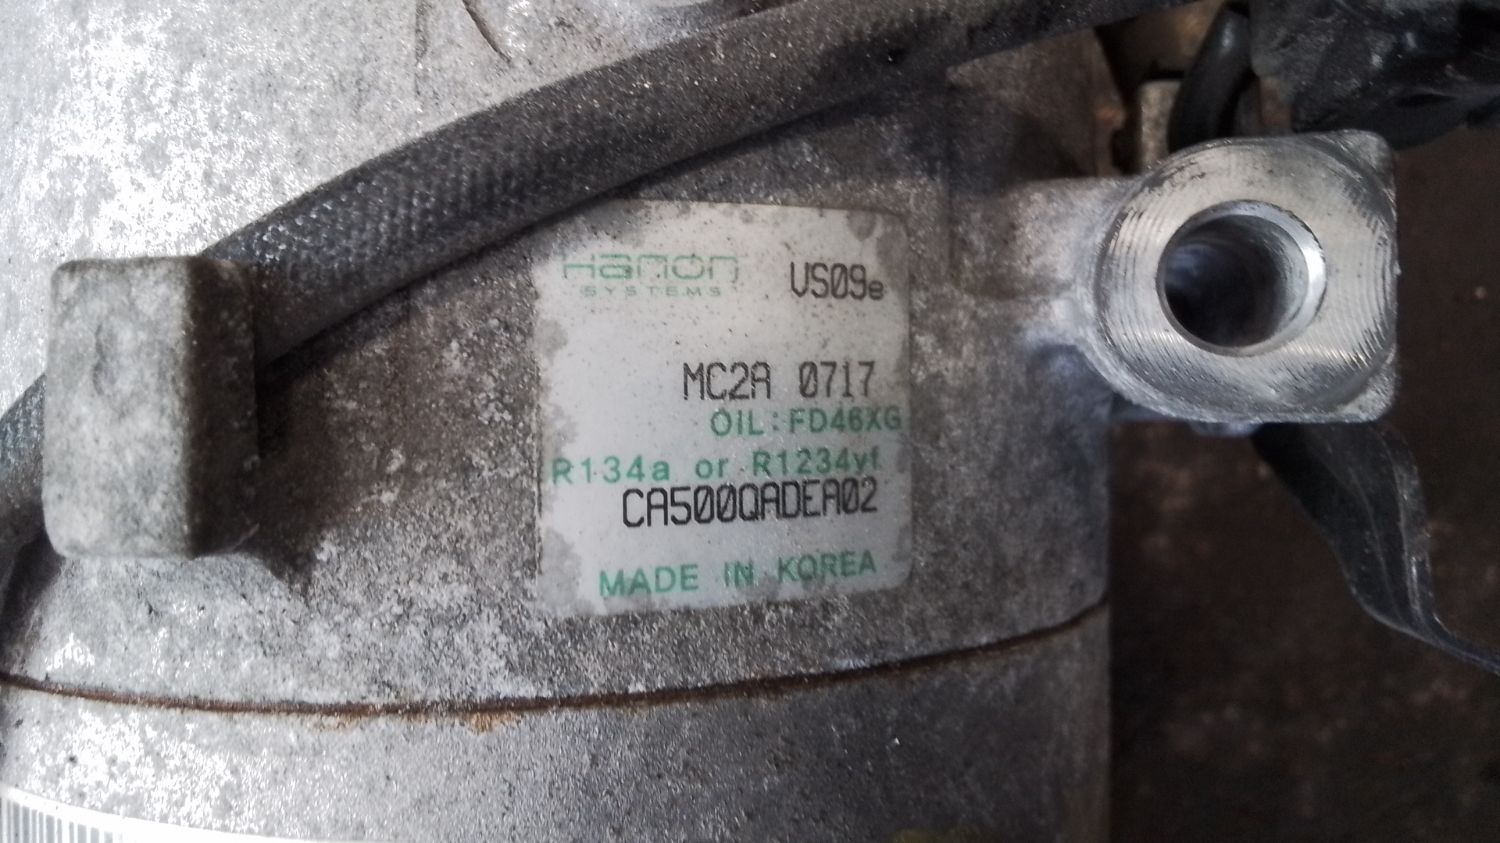 Hanon VS09e
SYSTEMS
MC2A 0717
OIL:FD46XG
R134a or R1234yf
CA500QADEA02
MADE IN KOREA